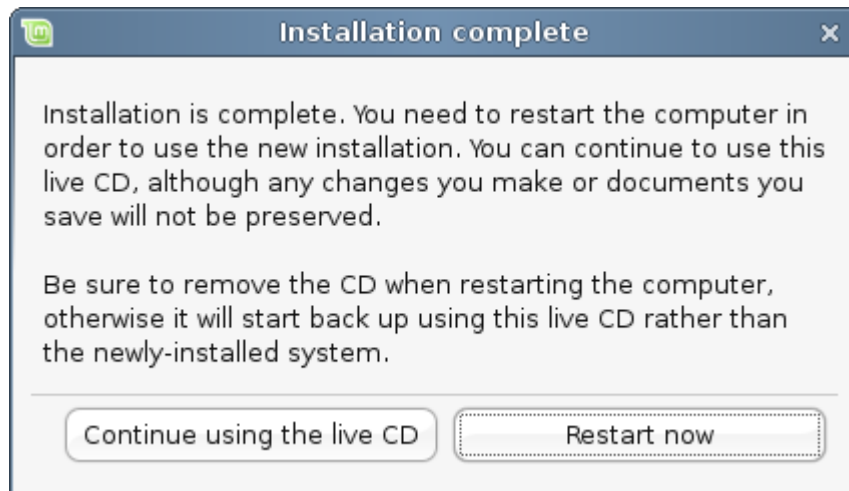 Installation complete
Installation is complete. You need to restart the computer in
order to use the new installation. You can continue to use this
live CD, although any changes you make or documents you
save will not be preserved.
Be sure to remove the CD when restarting the computer,
otherwise it will start back up using this live CD rather than
the newly-installed system.
Continue using the live CD
Restart now